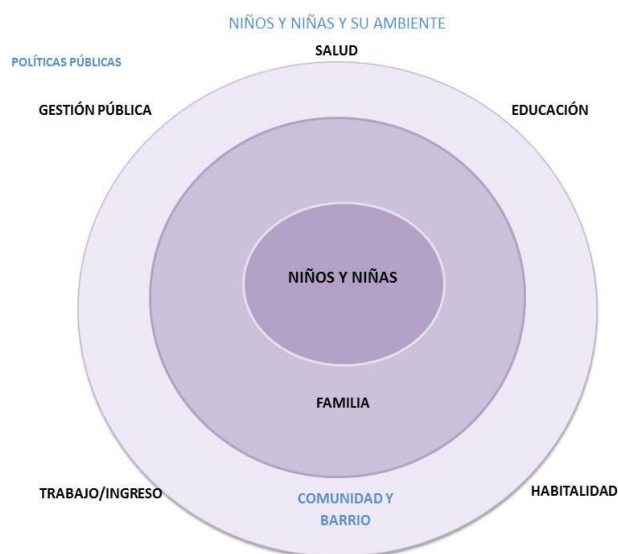 NIÑOS Y NIÑAS Y SU AMBIENTE
SALUD
POLÍTICAS PÚBLICAS
GESTIÓN PÚBLICA
EDUCACIÓN
NIÑOS Y NIÑAS
FAMILIA
TRABAJO/INGRESO
COMUNIDAD Y
BARRIO
HABITALIDAD